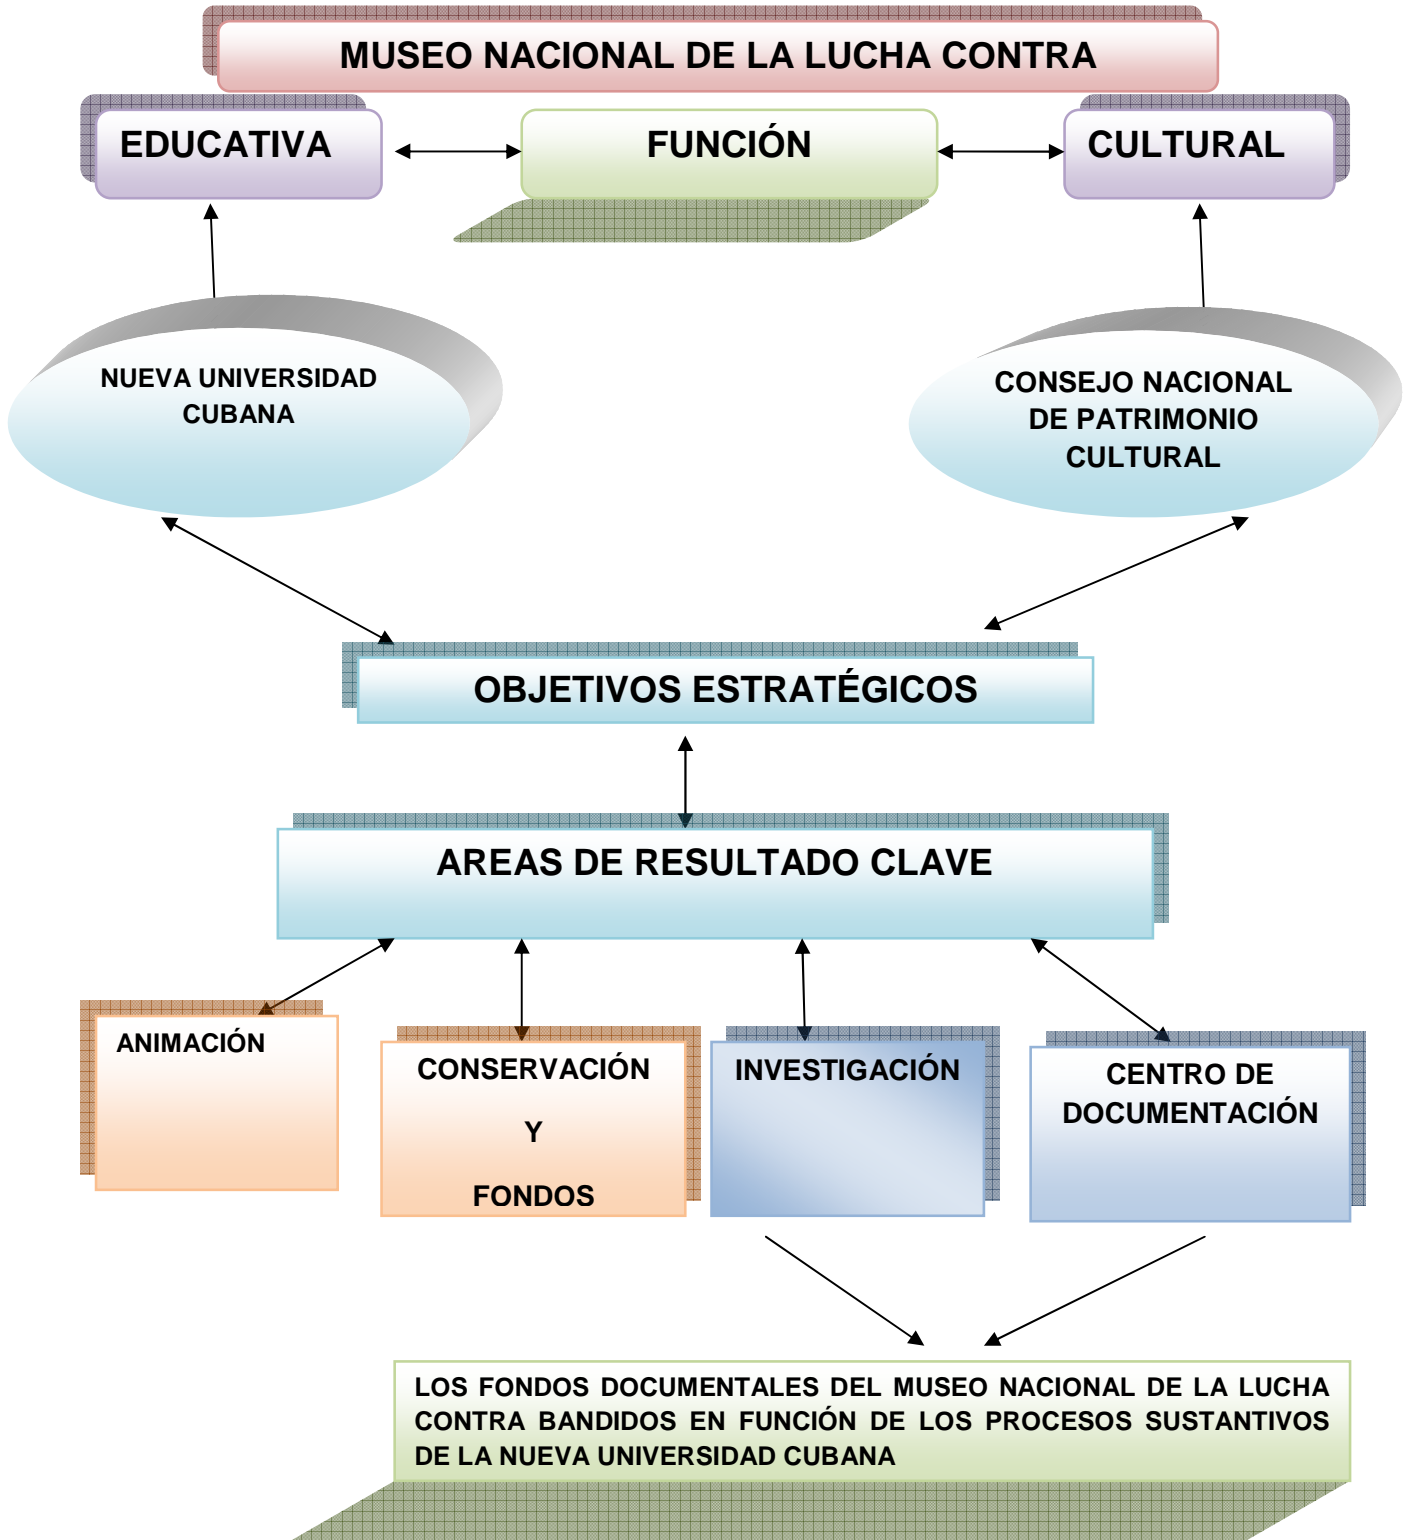 MUSEO NACIONAL DE LA LUCHA CONTRA
EDUCATIVA
FUNCIÓN
CULTURAL
NUEVA UNIVERSIDAD
CUBANA
CONSEJO NACIONAL
DE PATRIMONIO
CULTURAL
OBJETIVOS ESTRATÉGICOS
AREAS DE RESULTADO CLAVE
ANIMACIÓN
CONSERVACIÓN
Y
FONDOS
INVESTIGACIÓN
CENTRO DE
DOCUMENTACIÓN
LOS FONDOS DOCUMENTALES DEL MUSEO NACIONAL DE LA LUCHA
CONTRA BANDIDOS EN FUNCIÓN DE LOS PROCESOS SUSTANTIVOS
DE LA NUEVA UNIVERSIDAD CUBANA